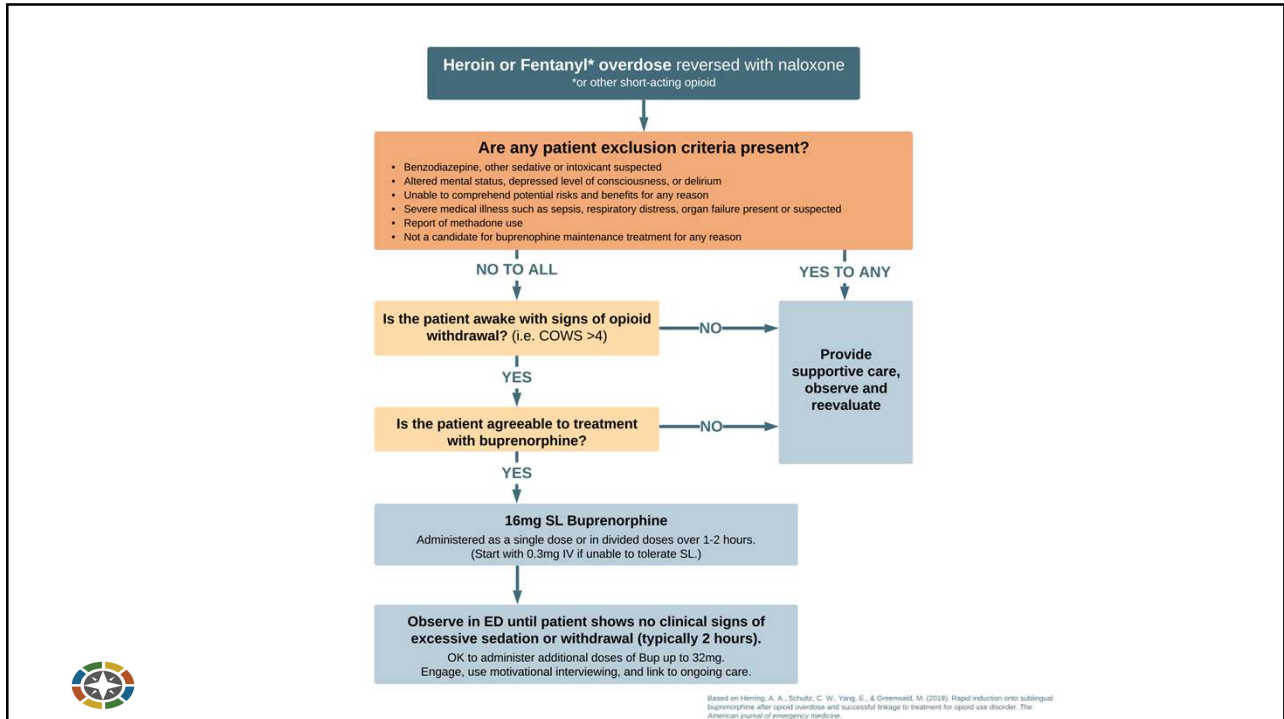 Heroin or Fentanyl* overdose reversed with naloxone
*or other short-acting opioid
Are any patient exclusion criteria present?
• Benzodiazepine, other sedative or intoxicant suspected
• Altered mental status, depressed level of consciousness, or delirium
• Unable to comprehend potential risks and benefits for any reason
• Severe medical illness such as sepsis, respiratory distress, organ failure present or suspected
• Report of methadone use
• Not a candidate for buprenophine maintenance treatment for any reason
NO TO ALL
YES TO ANY
Is the patient awake with signs of opioid
withdrawal? (i.e. COWS >4)
NO
Provide
supportive care,
observe and
reevaluate
YES
Is the patient agreeable to treatment
with buprenorphine?
NO
YES
16mg SL Buprenorphine
Administered as a single dose or in divided doses over 1-2 hours.
(Start with 0.3mg IV if unable to tolerate SL.)
Observe in ED until patient shows no clinical signs of
excessive sedation or withdrawal (typically 2 hours).
OK to administer additional doses of Bup up to 32mg.
Engage, use motivational interviewing, and link to ongoing care.
Based on Herring, A. A., Schultz, C. W., Yang, E., & Greenwald, M. (2019). Rapid induction onto sublingual
buprenorphine after opioid overdose and successful linkage to treatment for opioid use disorder. The
American journal of emergency medicine.